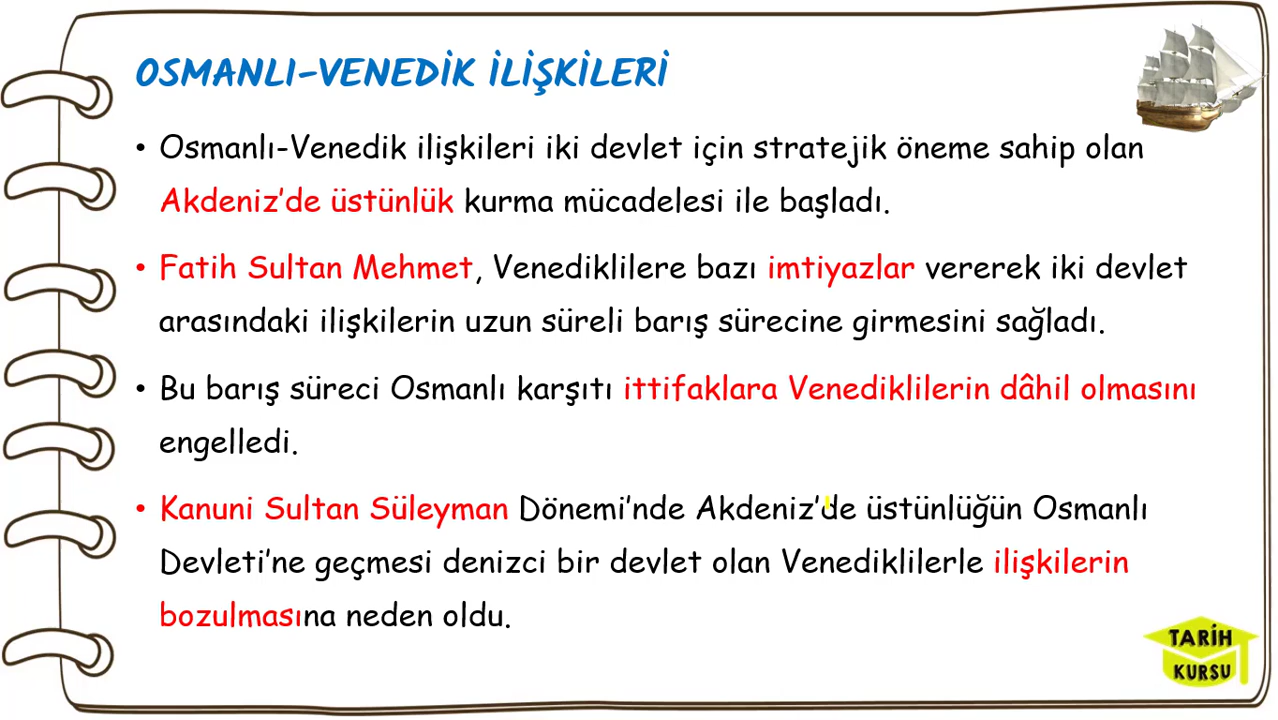 OSMANLI-VENEDİK İLİŞKİLERİ
• Osmanlı-Venedik ilişkileri iki devlet için stratejik öneme sahip olan
Akdeniz'de üstünlük kurma mücadelesi ile başladı.
• Fatih Sultan Mehmet, Venediklilere bazı imtiyazlar vererek iki devlet
arasındaki ilişkilerin uzun süreli barış sürecine girmesini sağladı.
• Bu barış süreci Osmanlı karşıtı ittifaklara Venediklilerin dâhil olmasını
engelledi.
• Kanuni Sultan Süleyman Dönemi'nde Akdeniz'de üstünlüğün Osmanlı
Devleti'ne geçmesi denizci bir devlet olan Venediklilerle ilişkilerin
bozulmasına neden oldu.
TARİH
KURSU